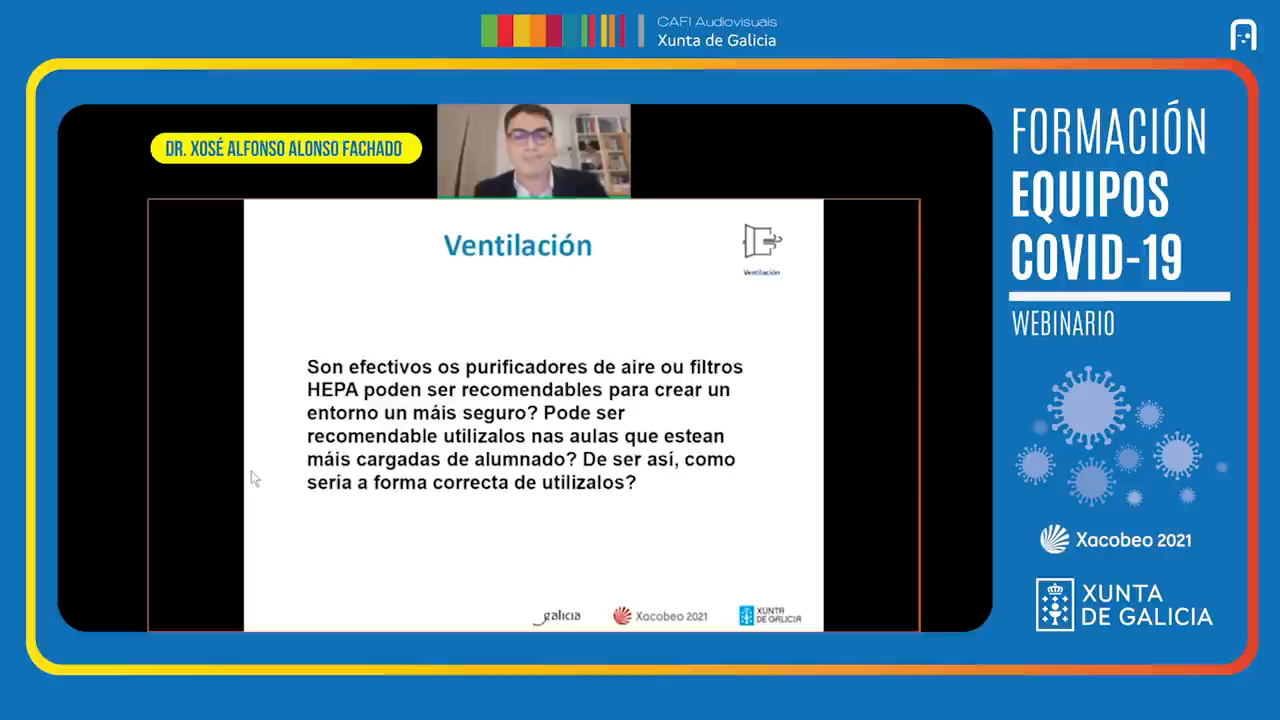 CAFI Audiovisuais
Xunta de Galicia
DR. XOSÉ ALFONSO ALONSO FACHADO
FORMACIÓN
EQUIPOS
COVID-19
WEBINARIO
Ventilación
Ventilación
Son efectivos os purificadores de aire ou filtros
HEPA poden ser recomendables para crear un
entorno un máis seguro? Pode ser
recomendable utilizalos nas aulas que estean
máis cargadas de alumnado? De ser así, como
sería a forma correcta de utilizalos?
galicia
Xacobeo 2021
XUNTA
DE GALICIA
Xacobeo 2021
XUNTA
DE GALICIA